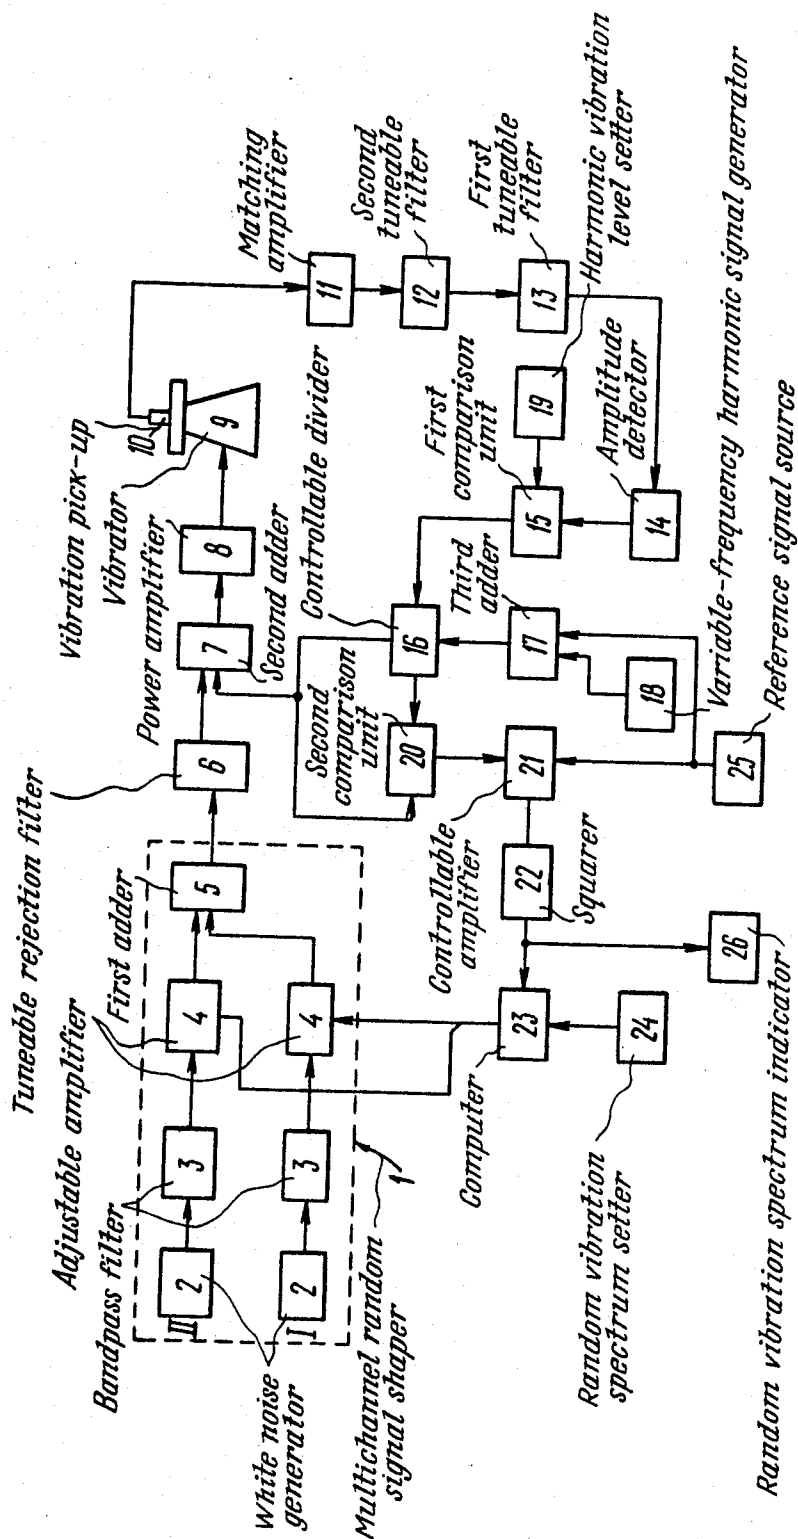 Tuneable rejection filter
Adjustable amplifier
Bandpass filter
First adder
Vibration pick-up
Vibrator
Power amplifier
Second adder
10
9
8
7
6
5
4
3
2
III
4
3
2
I
White noise
generator
Multichannel random
signal shaper
1
Matching
amplifier
11
Second
tuneable
filter
12
First
tuneable
filter
13
Harmonic vibration
level setter
19
Controllable divider
First
comparison
unit
15
Amplitude
detector
14
16
Third
adder
17
18
Variable-frequency harmonic signal generator
Second
comparison
unit
20
21
25
Reference signal source
Controllable
amplifier
22
Squarer
Computer
23
24
26
Random vibration
spectrum setter
Random vibration spectrum indicator